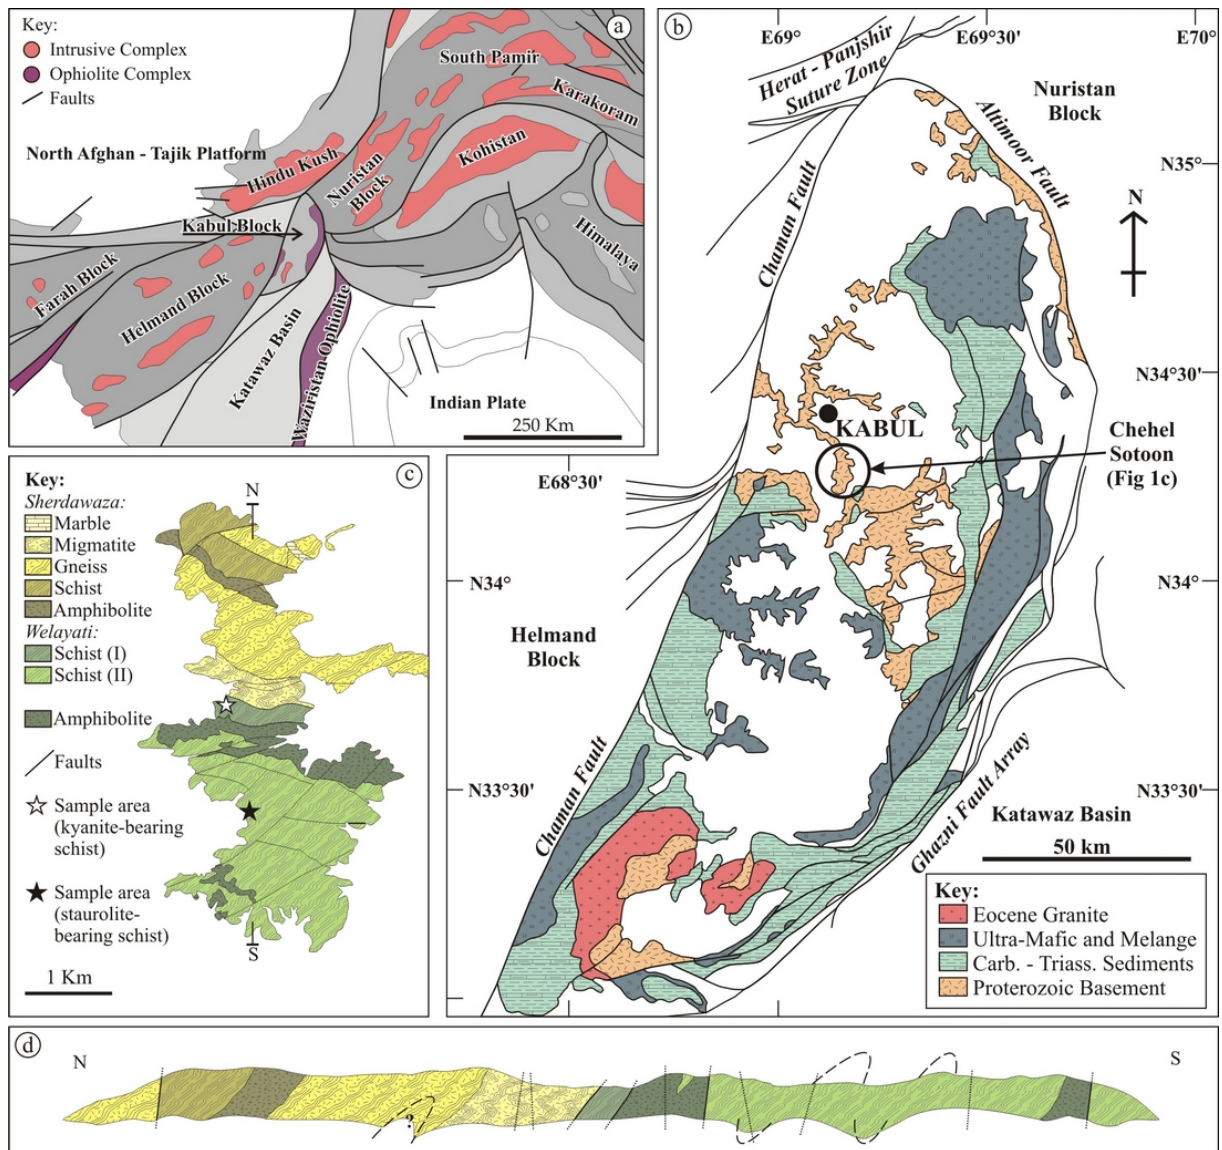 Key:
Intrusive Complex
Ophiolite Complex
Faults
a
South Pamir
Karakoram
North Afghan - Tajik Platform
Hindu Kush
Nuristan
Block
Kohistan
Kabul Block
Himalaya
Farah Block
Helmand Block
Katawaz Basin
Waziristan Ophiolite
Indian Plate
250 Km
b
E69°
E69°30'
E70°
Herat - Panjshir
Suture Zone
Nuristan
Block
Altimoor Fault
N35°
N
Chaman Fault
N34°30'
KABUL
Chehel
Sotoon
(Fig 1c)
E68°30'
N34°
N34°
Helmand
Block
Chaman Fault
N33°30'
N33°30'
Ghazni Fault Array
Katawaz Basin
50 km
Key:
Eocene Granite
Ultra-Mafic and Melange
Carb. - Triass. Sediments
Proterozoic Basement
c
Key:
Sherdawaza:
Marble
Migmatite
Gneiss
Schist
Amphibolite
Welayati:
Schist (I)
Schist (II)
Amphibolite
Faults
Sample area
(kyanite-bearing
schist)
Sample area
(staurolite-
bearing schist)
1 Km
N
S
d
N
S
?